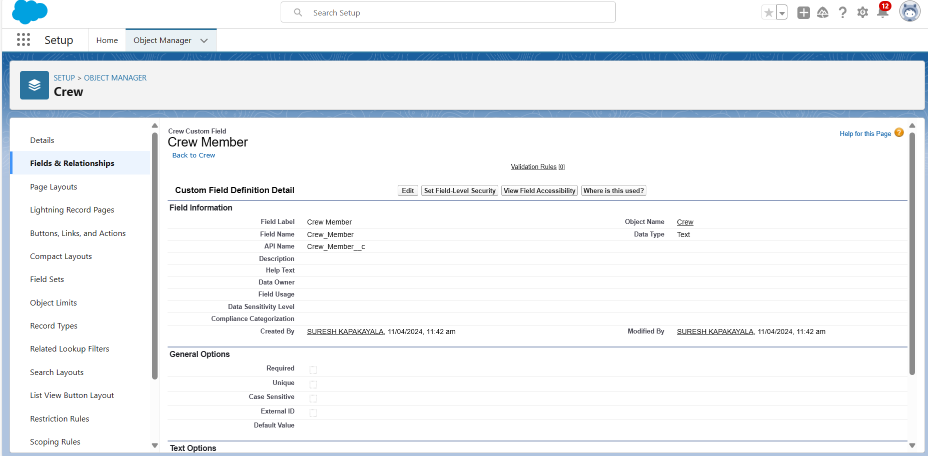 Search Setup
12
Setup Home Object Manager
SETUP > OBJECT MANAGER
Crew
Details
Fields & Relationships
Page Layouts
Lightning Record Pages
Buttons, Links, and Actions
Compact Layouts
Field Sets
Object Limits
Record Types
Related Lookup Filters
Search Layouts
List View Button Layout
Restriction Rules
Scoping Rules
Crew Custom Field
Crew Member
Back to Crew
Help for this Page ?
Validation Rules [0]
Custom Field Definition Detail Edit Set Field-Level Security View Field Accessibility Where is this used?
Field Information
Field Label Crew Member Object Name Crew
Field Name Crew_Member Data Type Text
API Name Crew_Member__c
Description
Help Text
Data Owner
Field Usage
Data Sensitivity Level
Compliance Categorization
Created By SURESH KAPAKAYALA, 11/04/2024, 11:42 am Modified By SURESH KAPAKAYALA, 11/04/2024, 11:42 am
General Options
Required
Unique
Case Sensitive
External ID
Default Value
Text Options